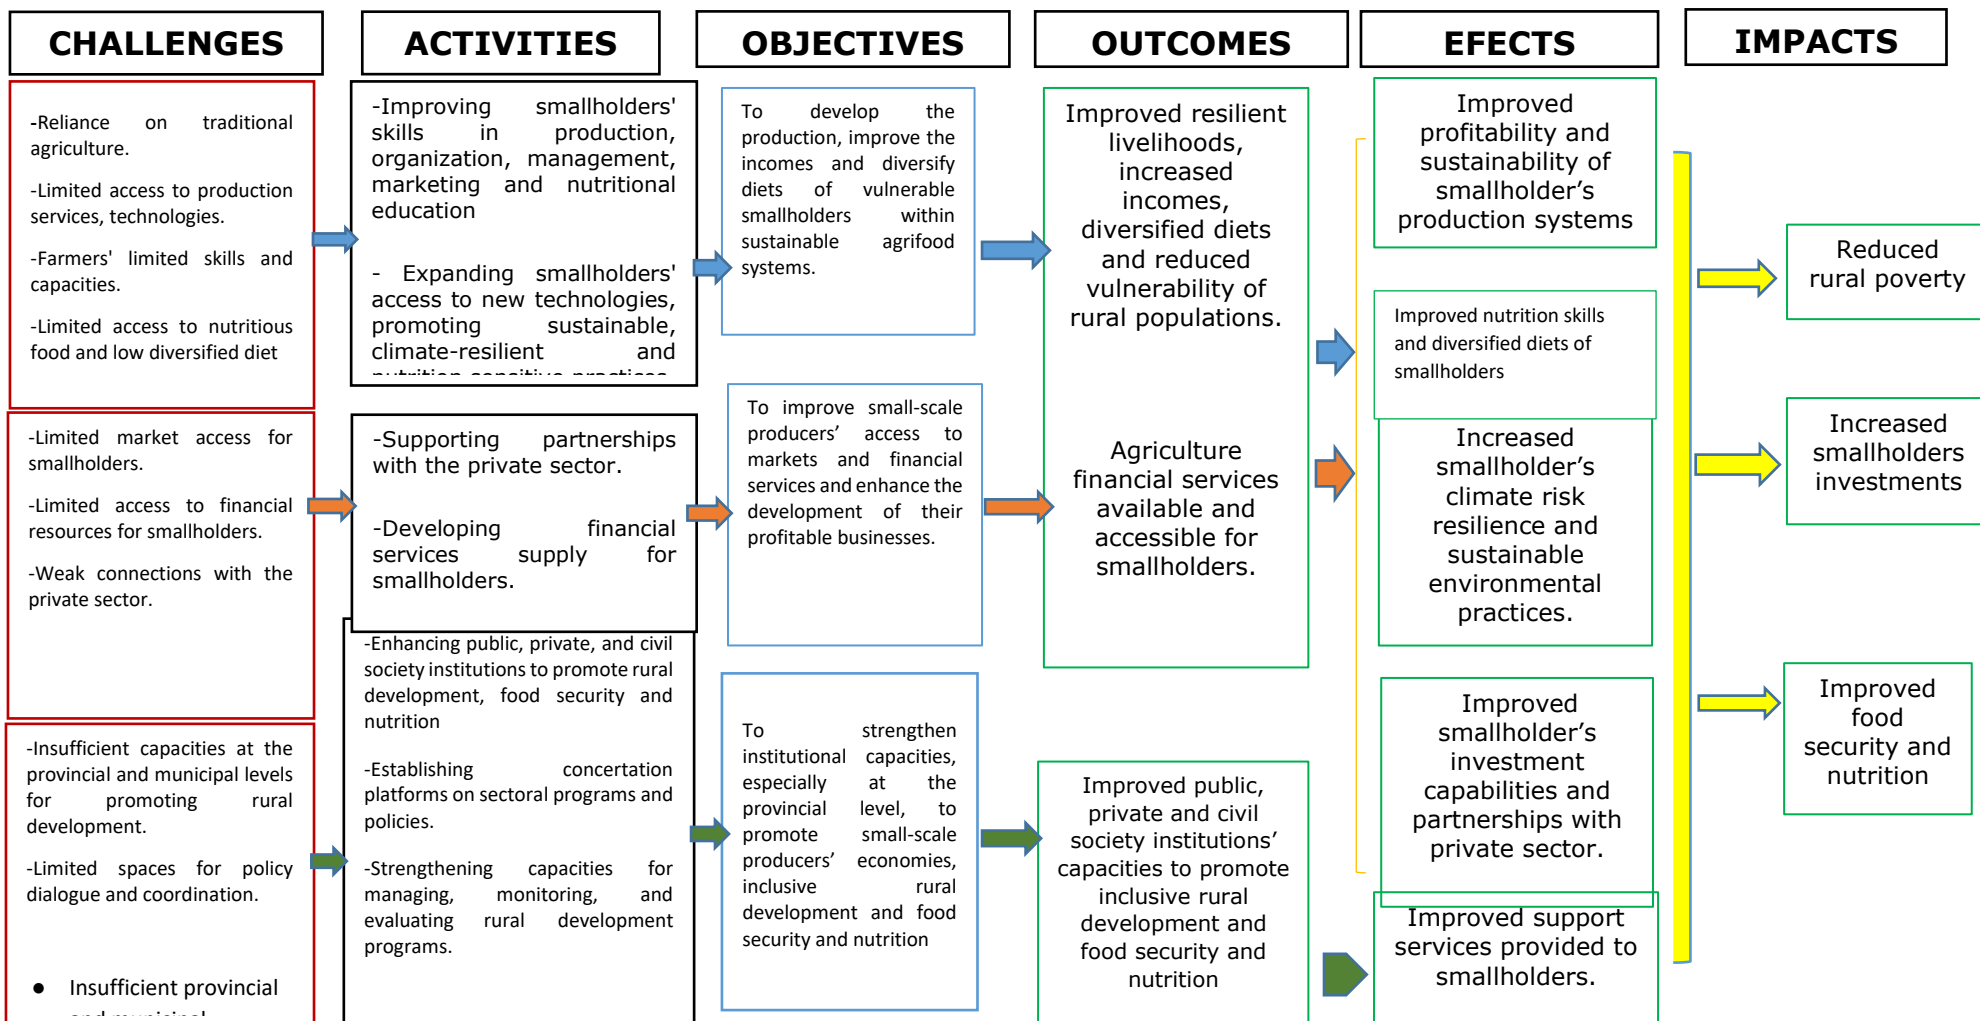 CHALLENGES
ACTIVITIES
OBJECTIVES
OUTCOMES
EFECTS
IMPACTS
-Reliance on traditional
agriculture.
-Limited access to production
services, technologies.
-Farmers' limited skills and
capacities.
-Limited access to nutritious
food and low diversified diet
-Limited market access for
smallholders.
-Limited access to financial
resources for smallholders.
-Weak connections with the
private sector.
-Insufficient capacities at the
provincial and municipal levels
for promoting rural
development.
-Limited spaces for policy
dialogue and coordination.
● Insufficient provincial
and municipal
-Improving smallholders'
skills in production,
organization, management,
marketing and nutritional
education
- Expanding smallholders'
access to new technologies,
promoting sustainable,
climate-resilient and
nutrition sensitive practices
-Supporting partnerships
with the private sector.
-Developing financial
services supply for
smallholders.
-Enhancing public, private, and civil
society institutions to promote rural
development, food security and
nutrition
-Establishing concertation
platforms on sectoral programs and
policies.
-Strengthening capacities for
managing, monitoring, and
evaluating rural development
programs.
To develop the
production, improve the
incomes and diversify
diets of vulnerable
smallholders within
sustainable agrifood
systems.
To improve small-scale
producers’ access to
markets and financial
services and enhance the
development of their
profitable businesses.
To strengthen
institutional capacities,
especially at the
provincial level, to
promote small-scale
producers’ economies,
inclusive rural
development and food
security and nutrition
Improved resilient
livelihoods,
increased
incomes,
diversified diets
and reduced
vulnerability of
rural populations.
Agriculture
financial services
available and
accessible for
smallholders.
Improved public,
private and civil
society institutions’
capacities to promote
inclusive rural
development and
food security and
nutrition
Improved
profitability and
sustainability of
smallholder’s
production systems
Improved nutrition skills
and diversified diets of
smallholders
Increased
smallholder’s
climate risk
resilience and
sustainable
environmental
practices.
Improved
smallholder’s
investment
capabilities and
partnerships with
private sector.
Improved support
services provided to
smallholders.
Reduced
rural poverty
Increased
smallholders
investments
Improved
food
security and
nutrition